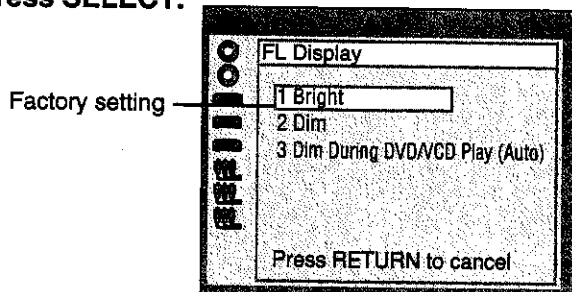 ress SELECT.
FL Display
Factory setting
1 Bright
2 Dim
3 Dim During DVD/VCD Play (Auto)
Press RETURN to cancel